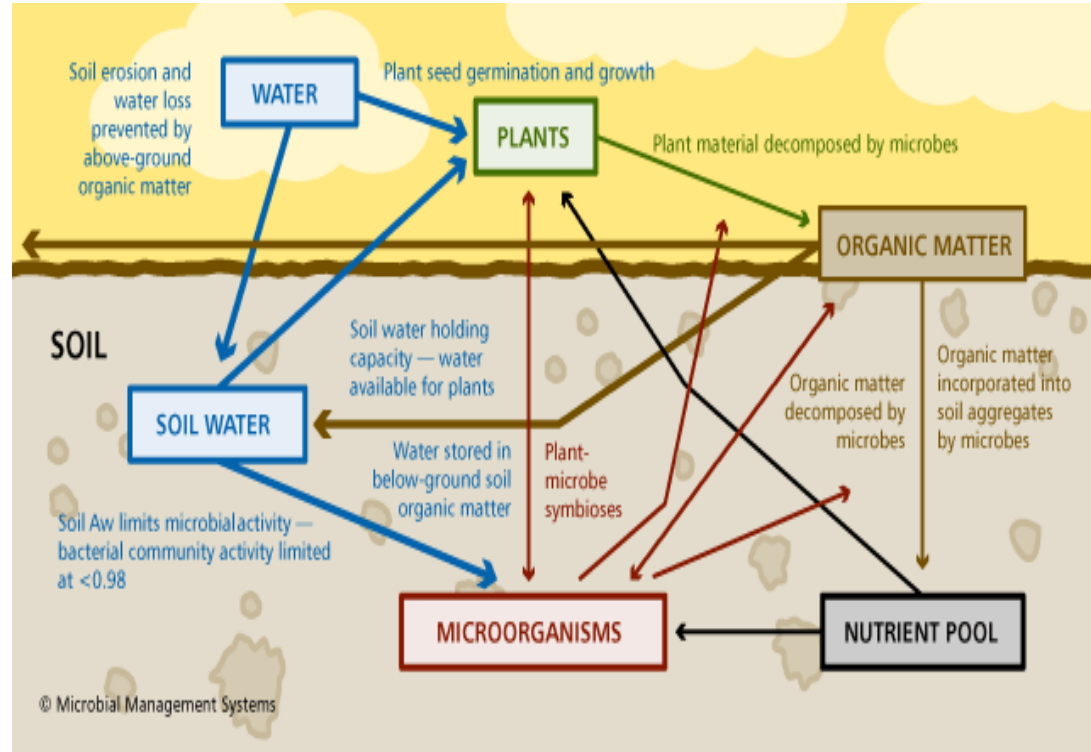 Soil erosion and
water loss
prevented by
above-ground
organic matter
WATER
Plant seed germination and growth
PLANTS
Plant material decomposed by microbes
ORGANIC MATTER
SOIL
Soil water holding
capacity — water
available for plants
Organic matter
decomposed by
microbes
Organic matter
incorporated into
soil aggregates
by microbes
SOIL WATER
Water stored in
below-ground soil
organic matter
Plant-
microbe
symbioses
Soil Aw limits microbial activity —
bacterial community activity limited
at <0.98
MICROORGANISMS
NUTRIENT POOL
© Microbial Management Systems